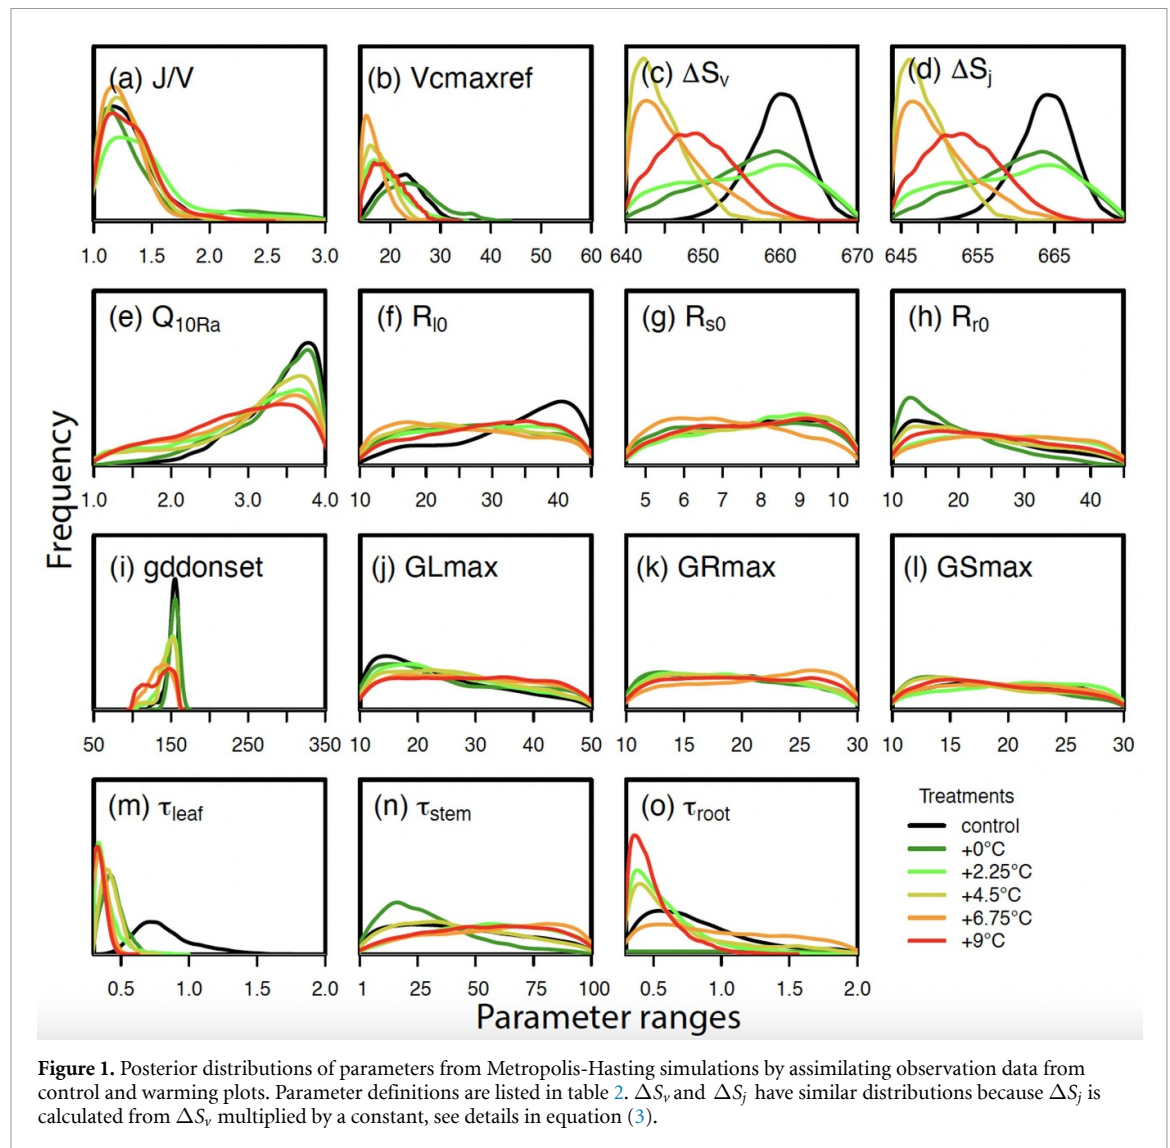 (a) J/V
(b) Vcmaxref
(c) ΔSv
(d) ΔSj
1.0 1.5 2.0 2.5 3.0
20 30 40 50 60
640 650 660 670
645 655 665
(e) Q10Ra
(f) Rl0
(g) Rs0
(h) Rr0
1.0 2.0 3.0 4.0
10 20 30 40
5 6 7 8 9 10
10 20 30 40
Frequency
(i) gddonset
(j) GLmax
(k) GRmax
(l) GSmax
50 150 250 350
10 20 30 40 50
10 15 20 25 30
10 15 20 25 30
(m) τleaf
(n) τstem
(o) τroot
0.5 1.0 2.0
1 25 50 75 100
0.5 1.0 2.0
Treatments
control
+0°C
+2.25°C
+4.5°C
+6.75°C
+9°C
Parameter ranges
Figure 1. Posterior distributions of parameters from Metropolis-Hasting simulations by assimilating observation data from
control and warming plots. Parameter definitions are listed in table 2. ΔSv and ΔSj have similar distributions because ΔSj is
calculated from ΔSv multiplied by a constant, see details in equation (3).